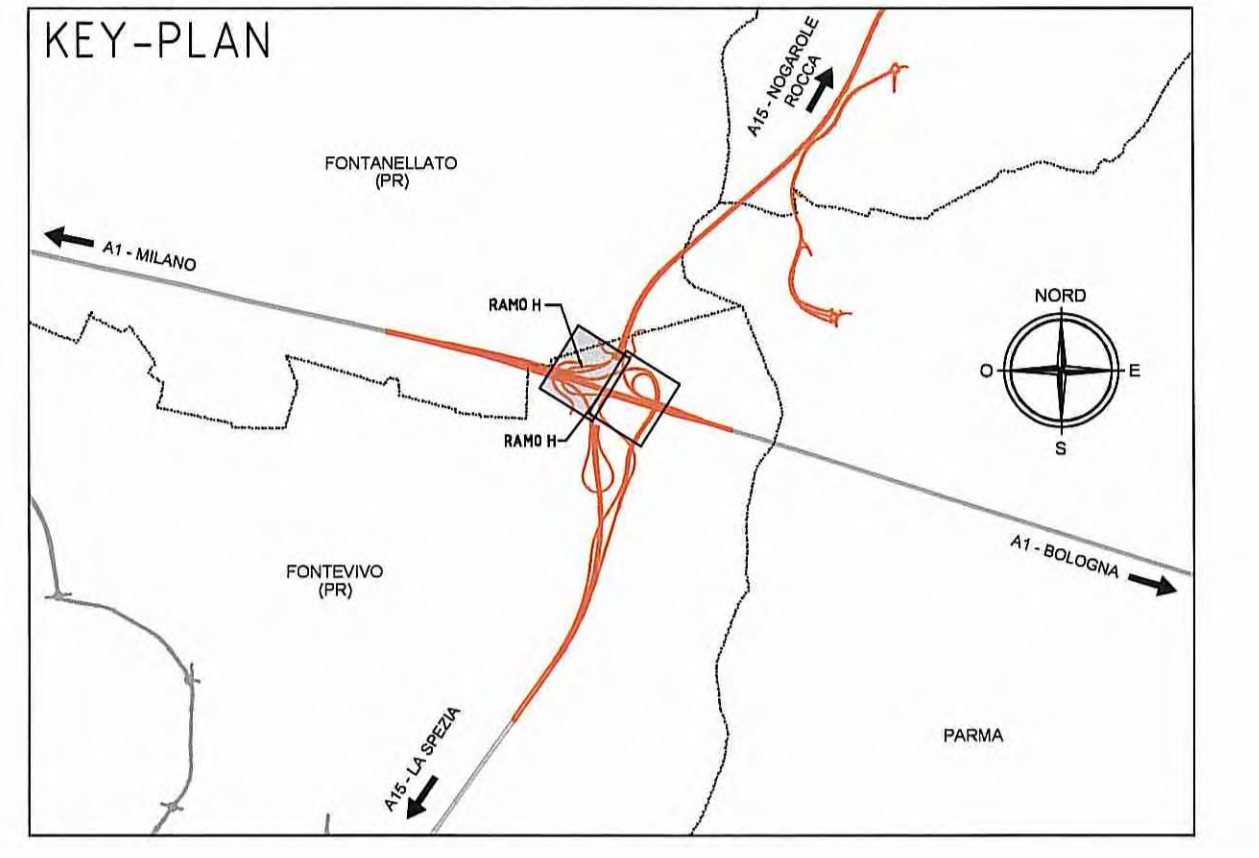 KEY-PLAN
A15 - NOGAROLE
ROCCA
FONTANELLATO
(PR)
A1 - MILANO
RAMO H
NORD
O
E
S
RAMO H
A1 - BOLOGNA
FONTEVIVO
(PR)
A15 - LA SPEZIA
PARMA